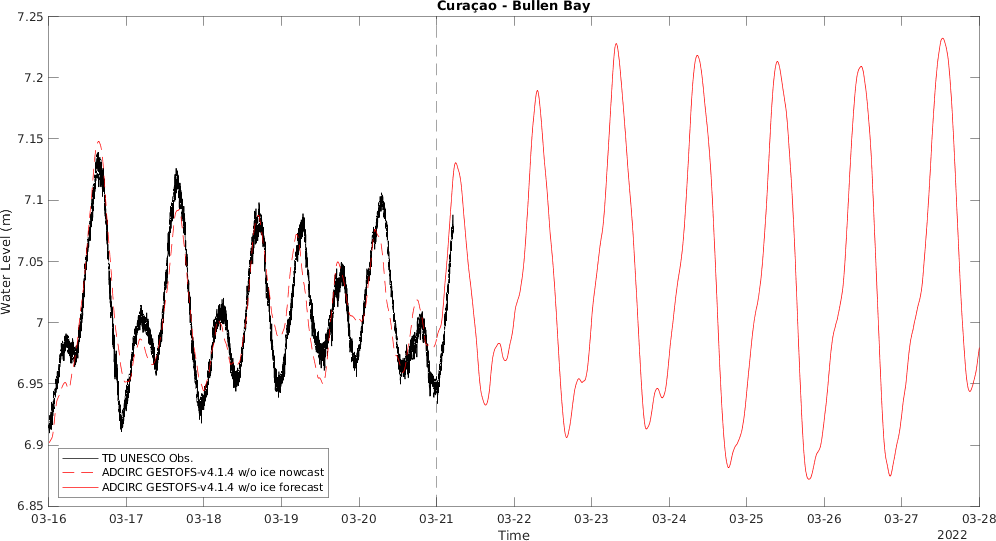 Curaçao - Bullen Bay
7.25
7.2
7.15
7.1
7.05
7
6.95
6.9
6.85
Water Level (m)
TD UNESCO Obs.
ADCIRC GESTOFS-v4.1.4 w/o ice nowcast
ADCIRC GESTOFS-v4.1.4 w/o ice forecast
03-16 03-17 03-18 03-19 03-20 03-21 03-22 03-23 03-24 03-25 03-26 03-27 03-28
Time
2022